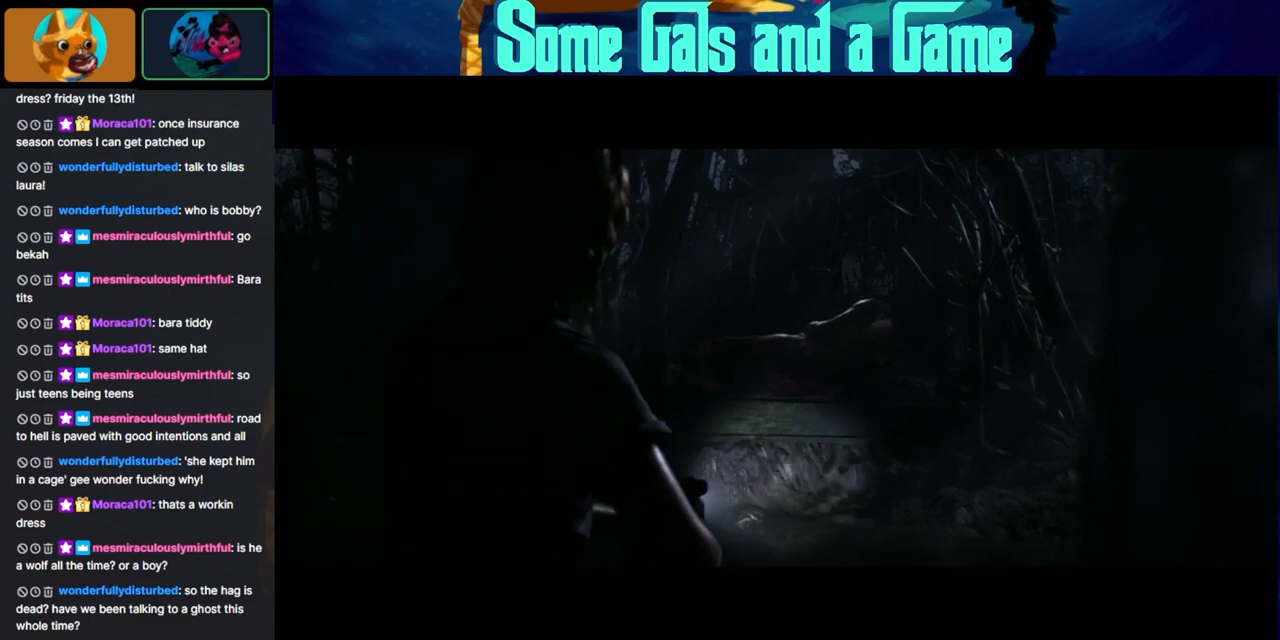 Some Gals and a Game
dress? friday the 13th!
Moraca101: once insurance
season comes I can get patched up
wonderfullydisturbed: talk to silas
laura!
wonderfullydisturbed: who is bobby?
mesmiraculouslymirthful: go
bekah
mesmiraculouslymirthful: Bara
tits
Moraca101: bara tiddy
Moraca101: same hat
mesmiraculouslymirthful: so
just teens being teens
mesmiraculouslymirthful: road
to hell is paved with good intentions and all
wonderfullydisturbed: 'she kept him
in a cage' gee wonder fucking why!
Moraca101: thats a workin
dress
mesmiraculouslymirthful: is he
a wolf all the time? or a boy?
wonderfullydisturbed: so the hag is
dead? have we been talking to a ghost this
whole time?